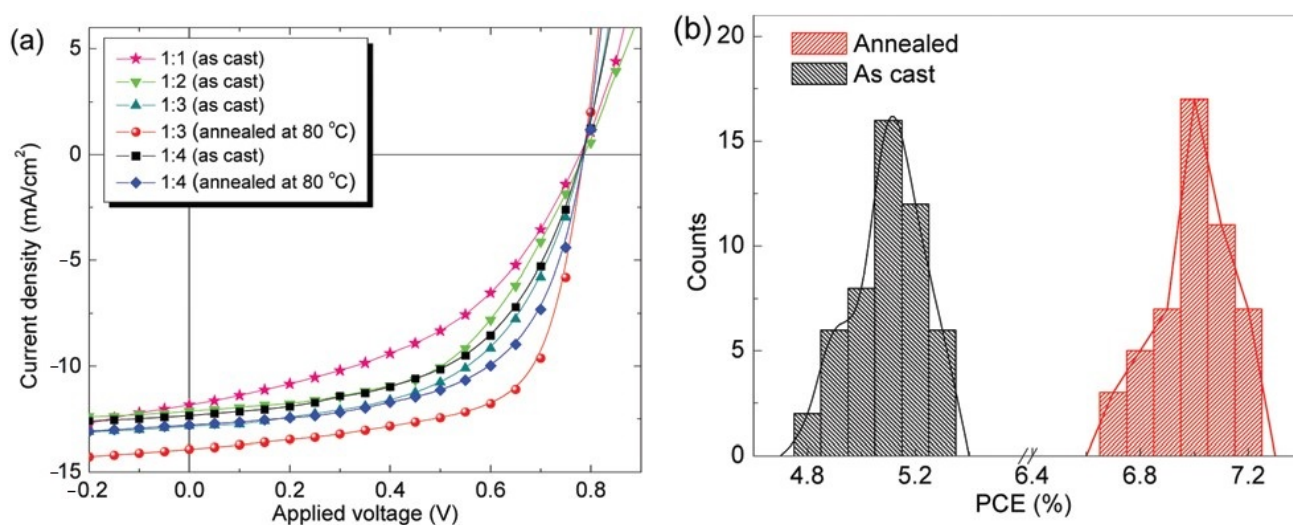 (a)
5
0
−5
−10
−15
Current density (mA/cm²)
1:1 (as cast)
1:2 (as cast)
1:3 (as cast)
1:3 (annealed at 80 °C)
1:4 (as cast)
1:4 (annealed at 80 °C)
−0.2 0.0 0.2 0.4 0.6 0.8
Applied voltage (V)
(b)
20
15
10
5
0
Counts
Annealed
As cast
4.8 5.2 6.4 6.8 7.2
PCE (%)